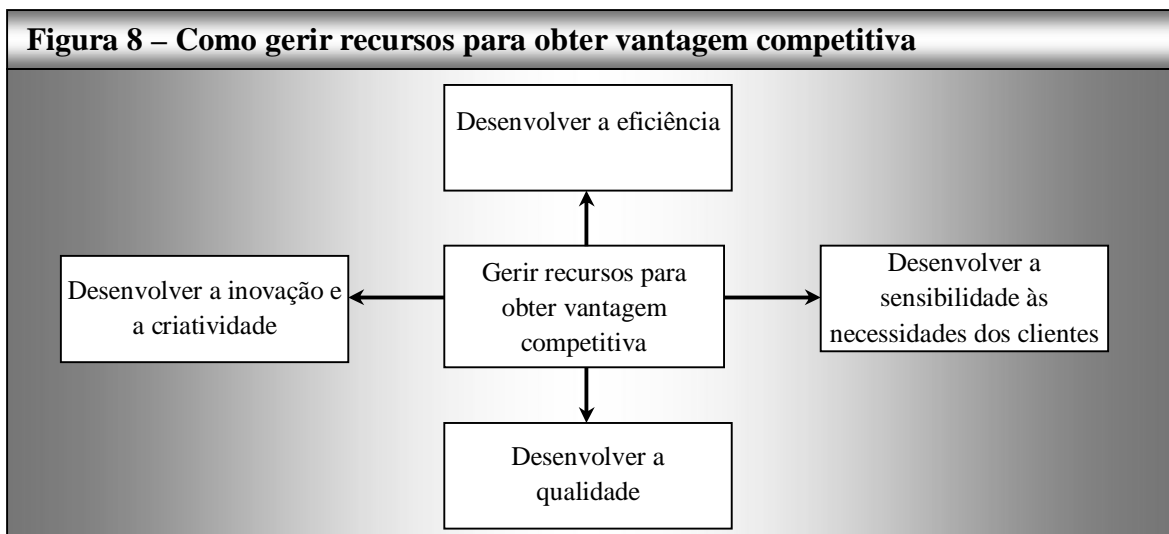 Figura 8 – Como gerir recursos para obter vantagem competitiva
Desenvolver a eficiência
Desenvolver a inovação e
a criatividade
Gerir recursos para
obter vantagem
competitiva
Desenvolver a
sensibilidade às
necessidades dos clientes
Desenvolver a
qualidade